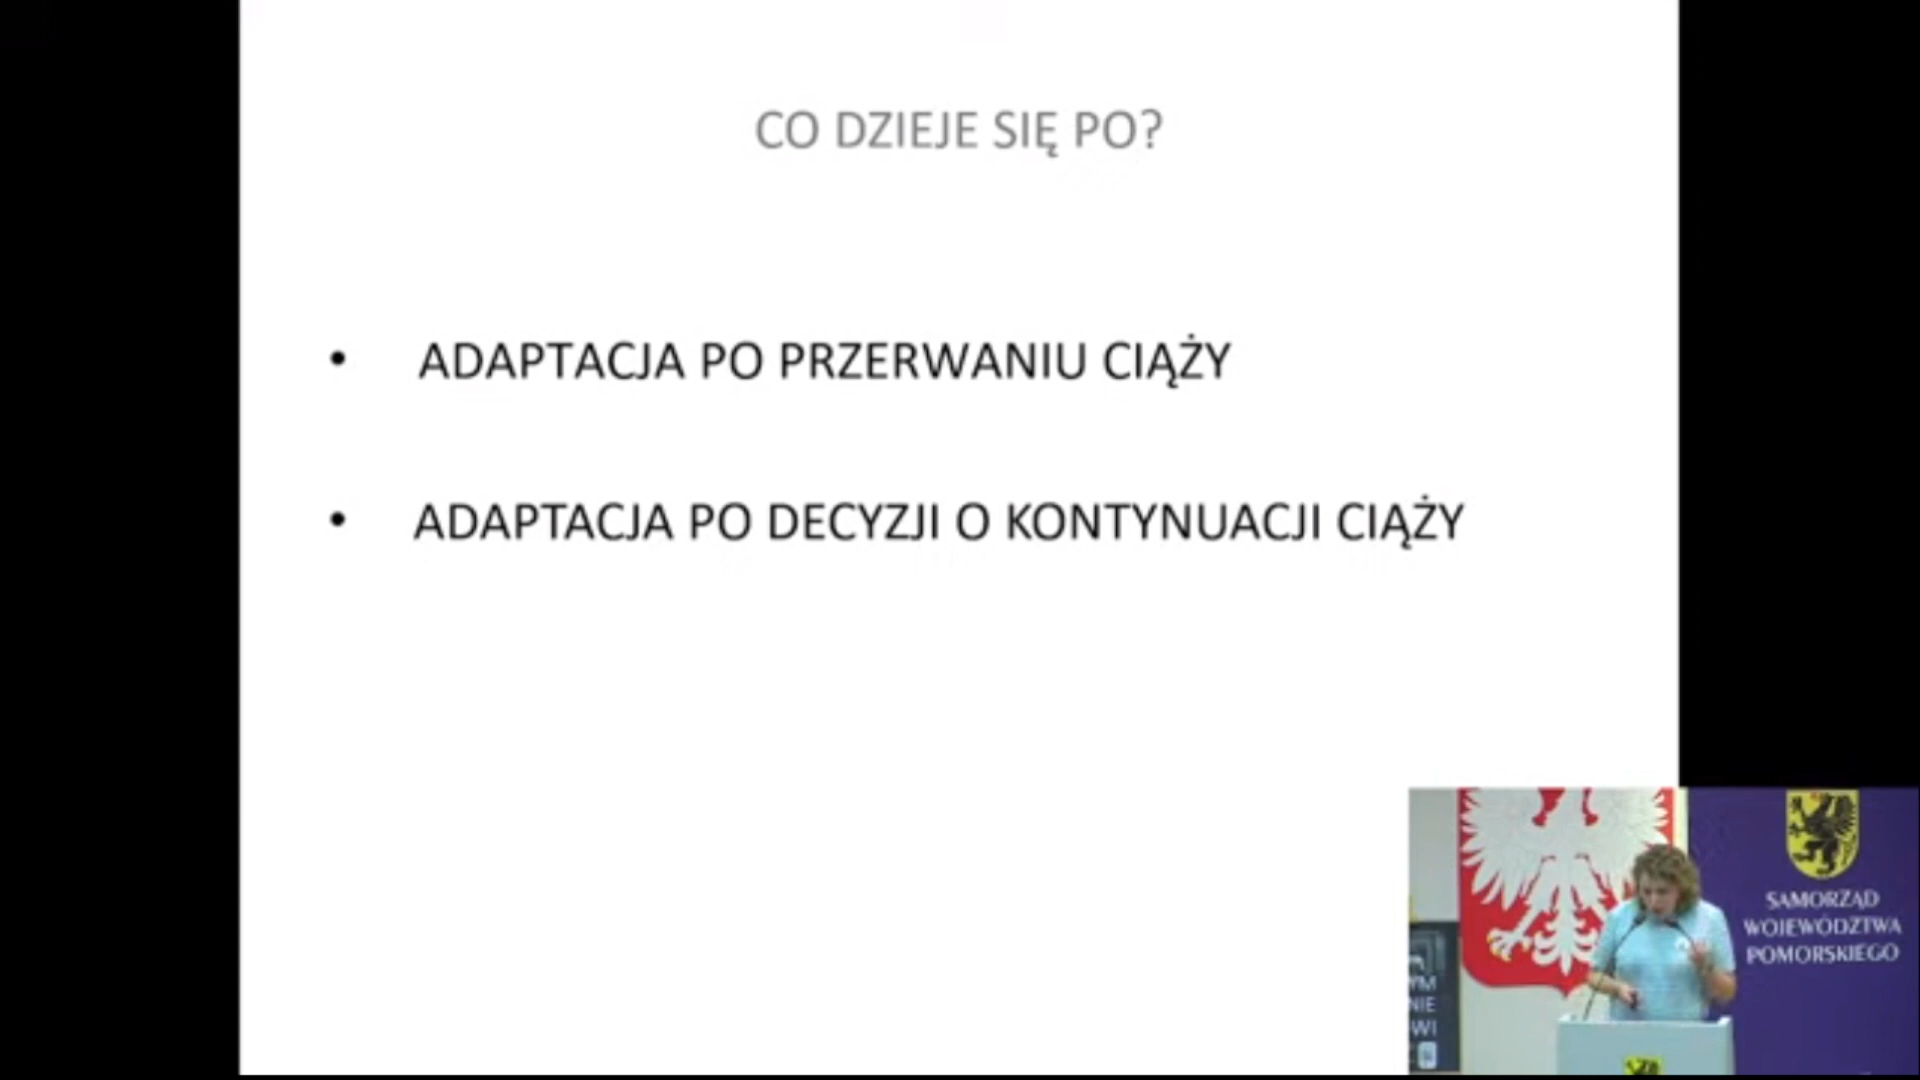 CO DZIEJE SIĘ PO?
• ADAPTACJA PO PRZERWANIU CIĄŻY
• ADAPTACJA PO DECYZJI O KONTYNUACJI CIĄŻY
SAMORZĄD
WOJEWÓDZTWA
POMORSKIEGO